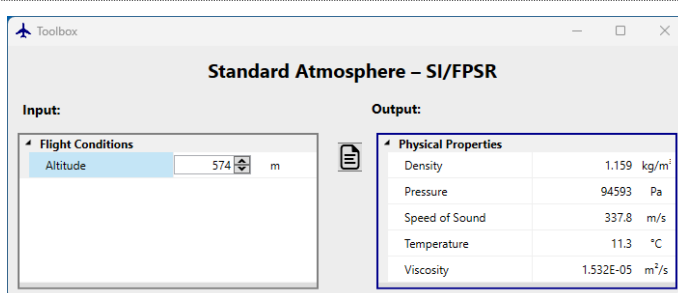 Toolbox
Standard Atmosphere – SI/FPSR
Input:
Output:
Flight Conditions
Altitude 574 m
Physical Properties
Density 1.159 kg/m³
Pressure 94593 Pa
Speed of Sound 337.8 m/s
Temperature 11.3 °C
Viscosity 1.532E-05 m²/s